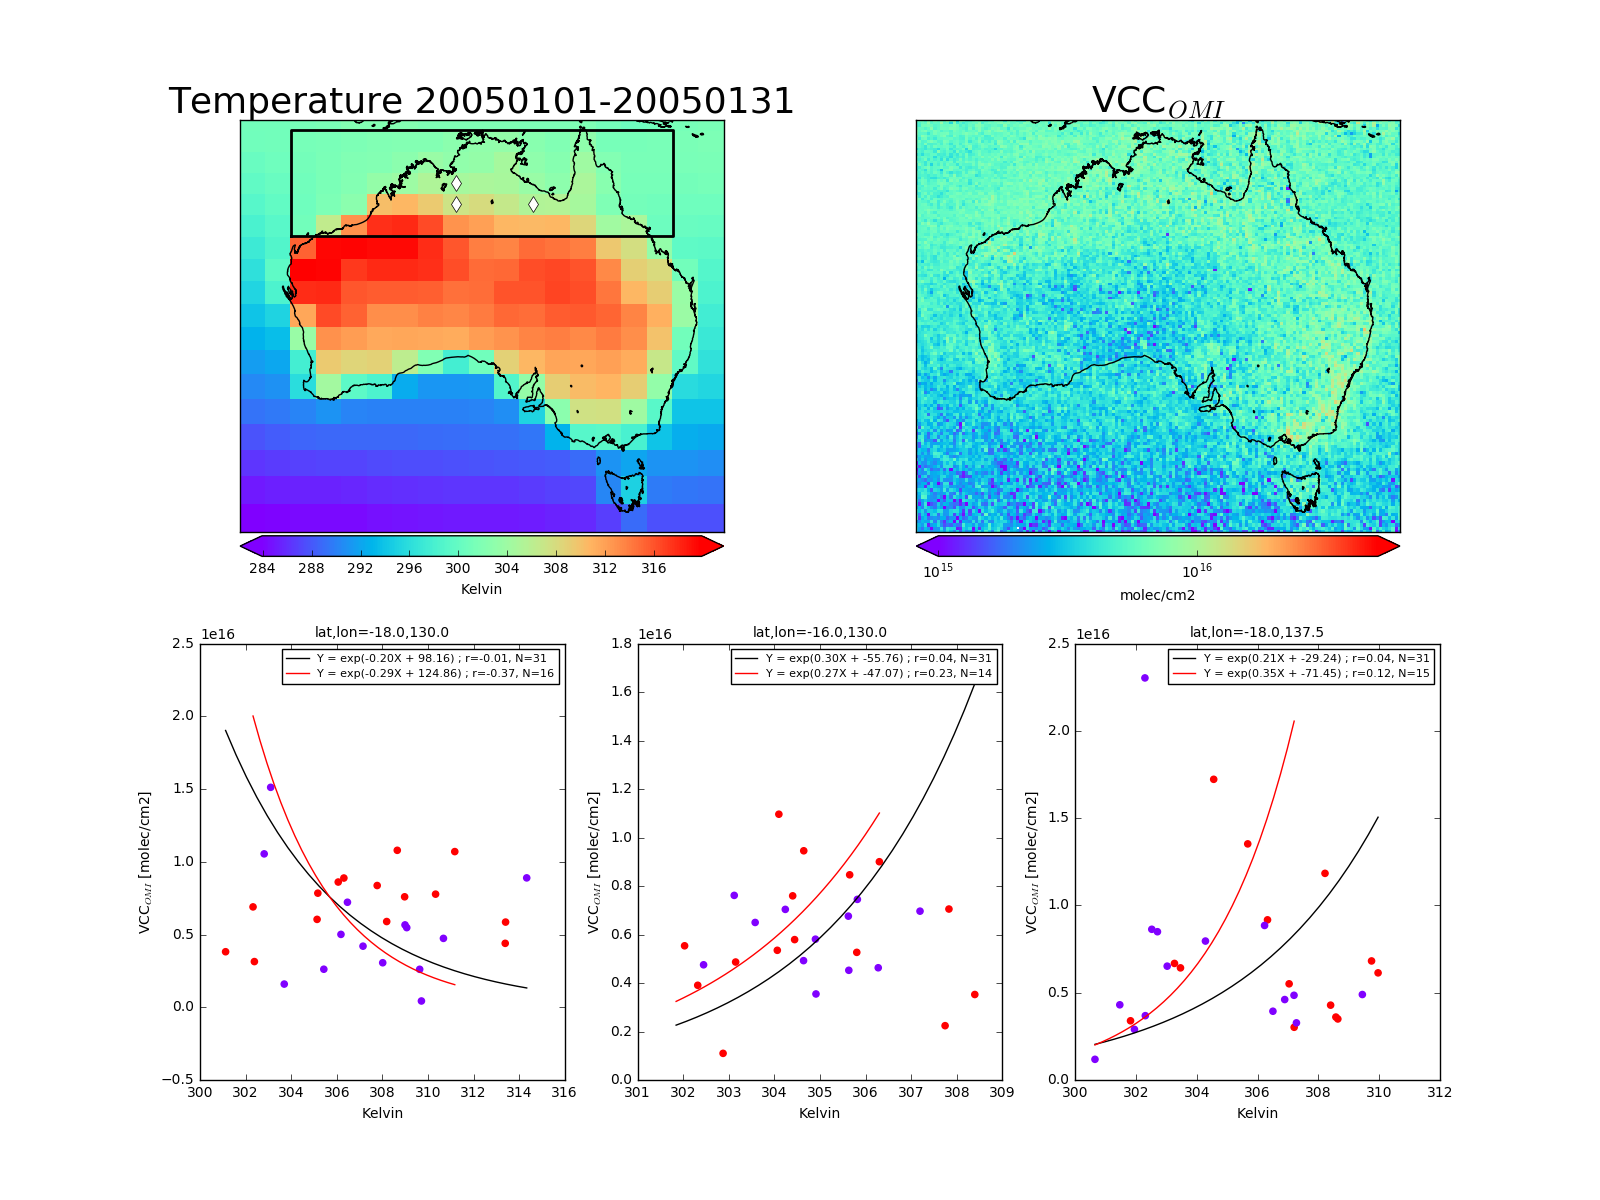 Temperature 20050101-20050131
VCC_OMI
284 288 292 296 300 304 308 312 316
Kelvin
10^15 10^16
molec/cm2
1e16 lat,lon=-18.0,130.0
Y = exp(-0.20X + 98.16) ; r=-0.01, N=31
Y = exp(-0.29X + 124.86) ; r=-0.37, N=16
2.5
2.0
1.5
1.0
0.5
0.0
−0.5
VCC_OMI [molec/cm2]
300 302 304 306 308 310 312 314 316
Kelvin
1e16 lat,lon=-16.0,130.0
Y = exp(0.30X + -55.76) ; r=0.04, N=31
Y = exp(0.27X + -47.07) ; r=0.23, N=14
1.8
1.6
1.4
1.2
1.0
0.8
0.6
0.4
0.2
0.0
VCC_OMI [molec/cm2]
301 302 303 304 305 306 307 308 309
Kelvin
1e16 lat,lon=-18.0,137.5
Y = exp(0.21X + -29.24) ; r=0.04, N=31
Y = exp(0.35X + -71.45) ; r=0.12, N=15
2.5
2.0
1.5
1.0
0.5
0.0
VCC_OMI [molec/cm2]
300 302 304 306 308 310 312
Kelvin